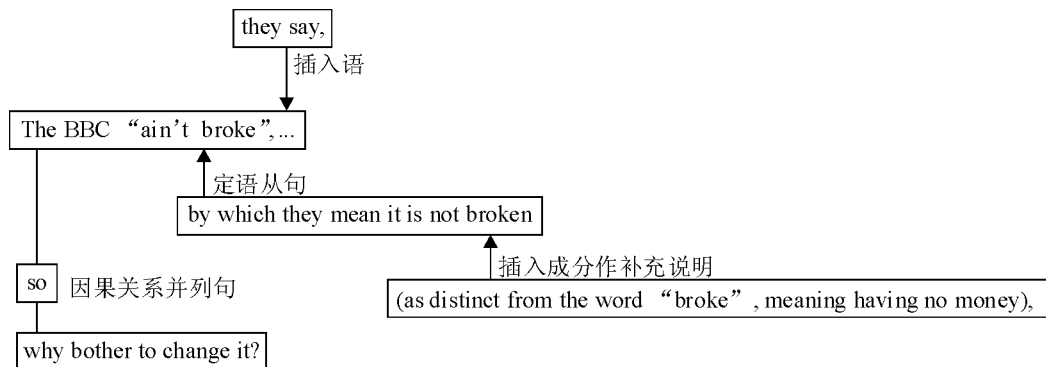 they say,
插入语
The BBC “ain’t broke”, ...
定语从句
by which they mean it is not broken
so
因果关系并列句
插入成分作补充说明
(as distinct from the word “broke”, meaning having no money),
why bother to change it?